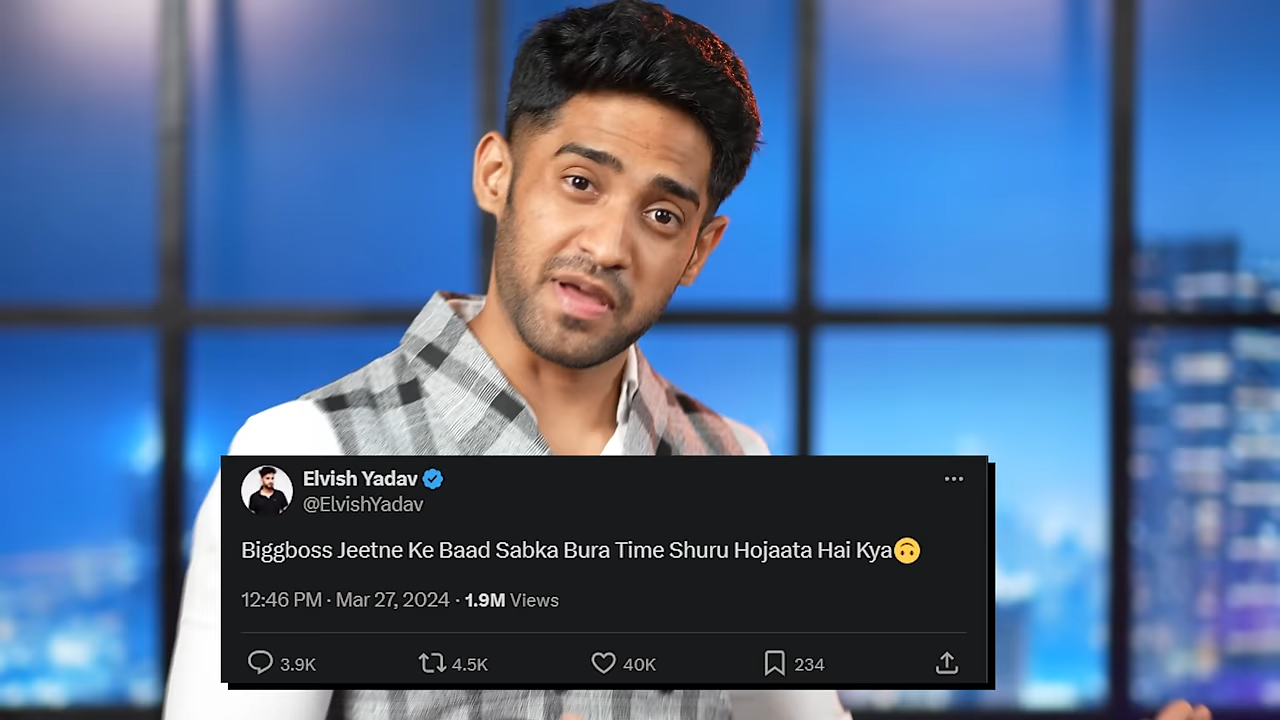 Elvish Yadav
@ElvishYadav
Biggboss Jeetne Ke Baad Sabka Bura Time Shuru Hojaata Hai Kya🙃
12:46 PM · Mar 27, 2024 · 1.9M Views
3.9K 4.5K 40K 234